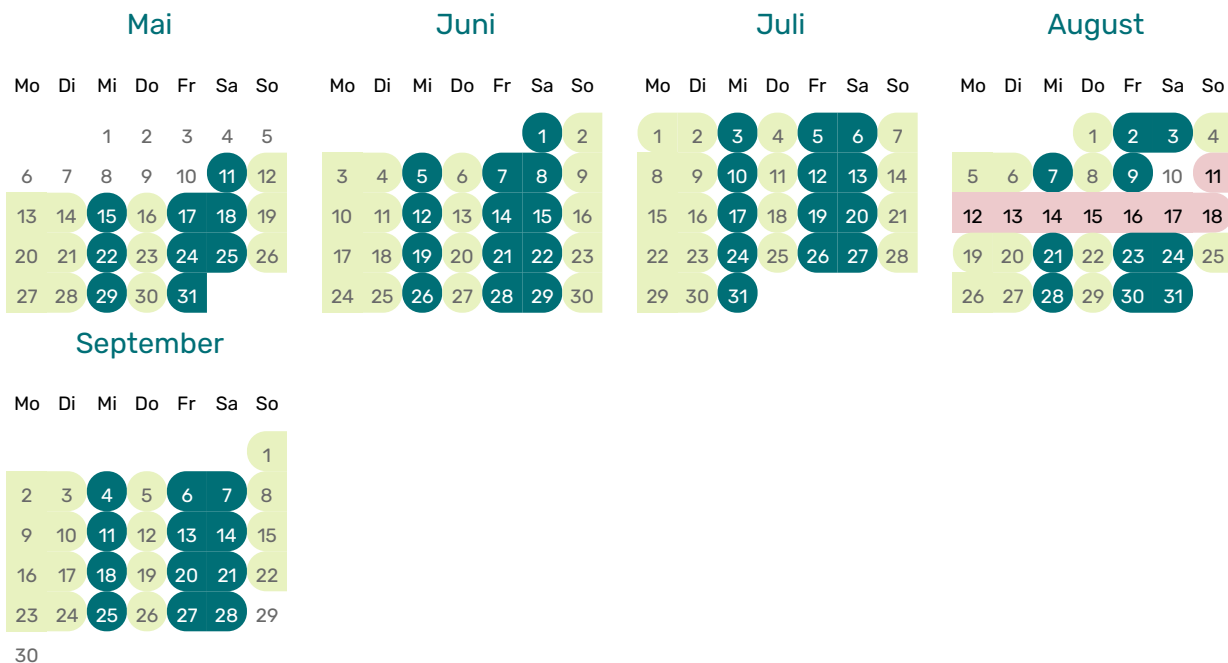 Mai Juni Juli August
Mo Di Mi Do Fr Sa So Mo Di Mi Do Fr Sa So Mo Di Mi Do Fr Sa So Mo Di Mi Do Fr Sa So
1 2 3 4 5 1 2 1 2 3 4 5 6 7 1 2 3 4
6 7 8 9 10 11 12 3 4 5 6 7 8 9 8 9 10 11 12 13 14 5 6 7 8 9 10 11
13 14 15 16 17 18 19 10 11 12 13 14 15 16 15 16 17 18 19 20 21 12 13 14 15 16 17 18
20 21 22 23 24 25 26 17 18 19 20 21 22 23 22 23 24 25 26 27 28 19 20 21 22 23 24 25
27 28 29 30 31 24 25 26 27 28 29 30 29 30 31 26 27 28 29 30 31
September
Mo Di Mi Do Fr Sa So
1
2 3 4 5 6 7 8
9 10 11 12 13 14 15
16 17 18 19 20 21 22
23 24 25 26 27 28 29
30